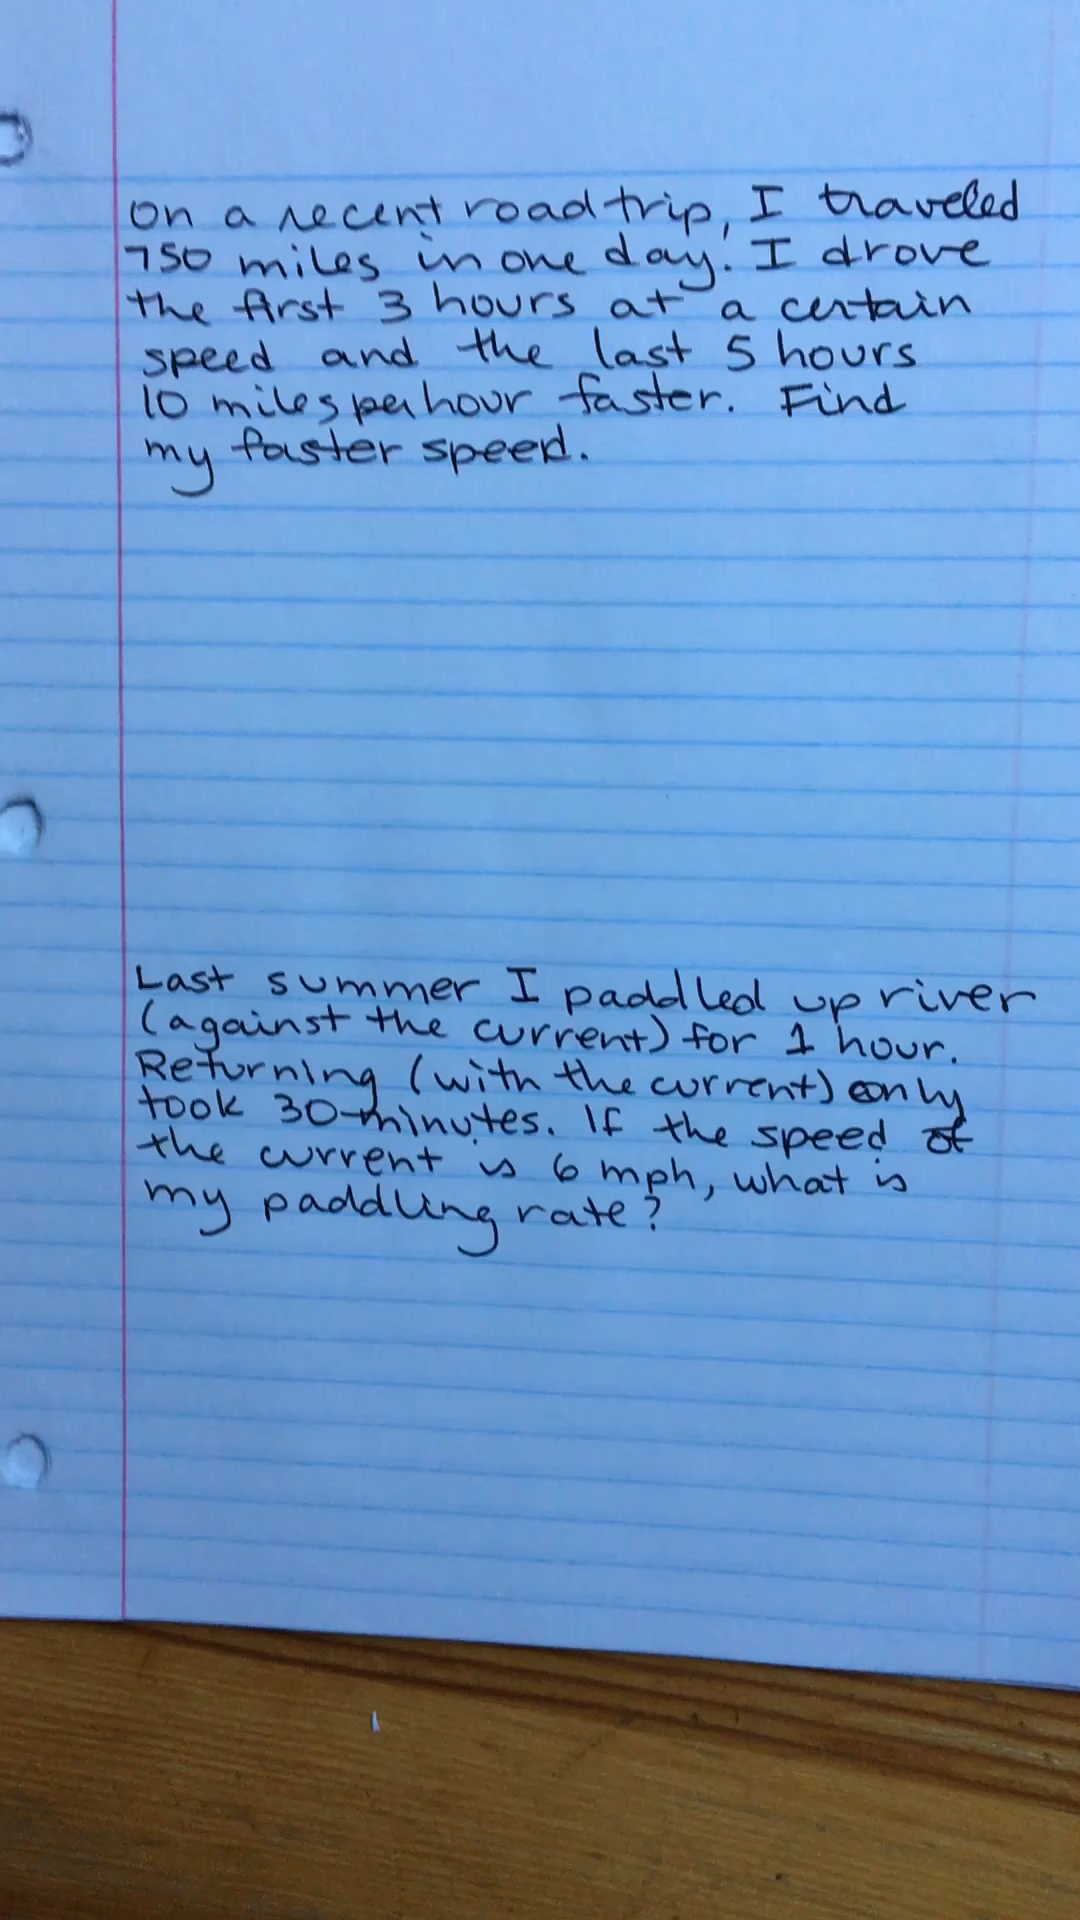 On a recent road trip, I traveled
750 miles in one day. I drove
the first 3 hours at a certain
speed and the last 5 hours
10 miles per hour faster. Find
my faster speed.
Last summer I paddled up river
(against the current) for 1 hour.
Returning (with the current) only
took 30 minutes. If the speed of
the current is 6 mph, what is
my paddling rate?